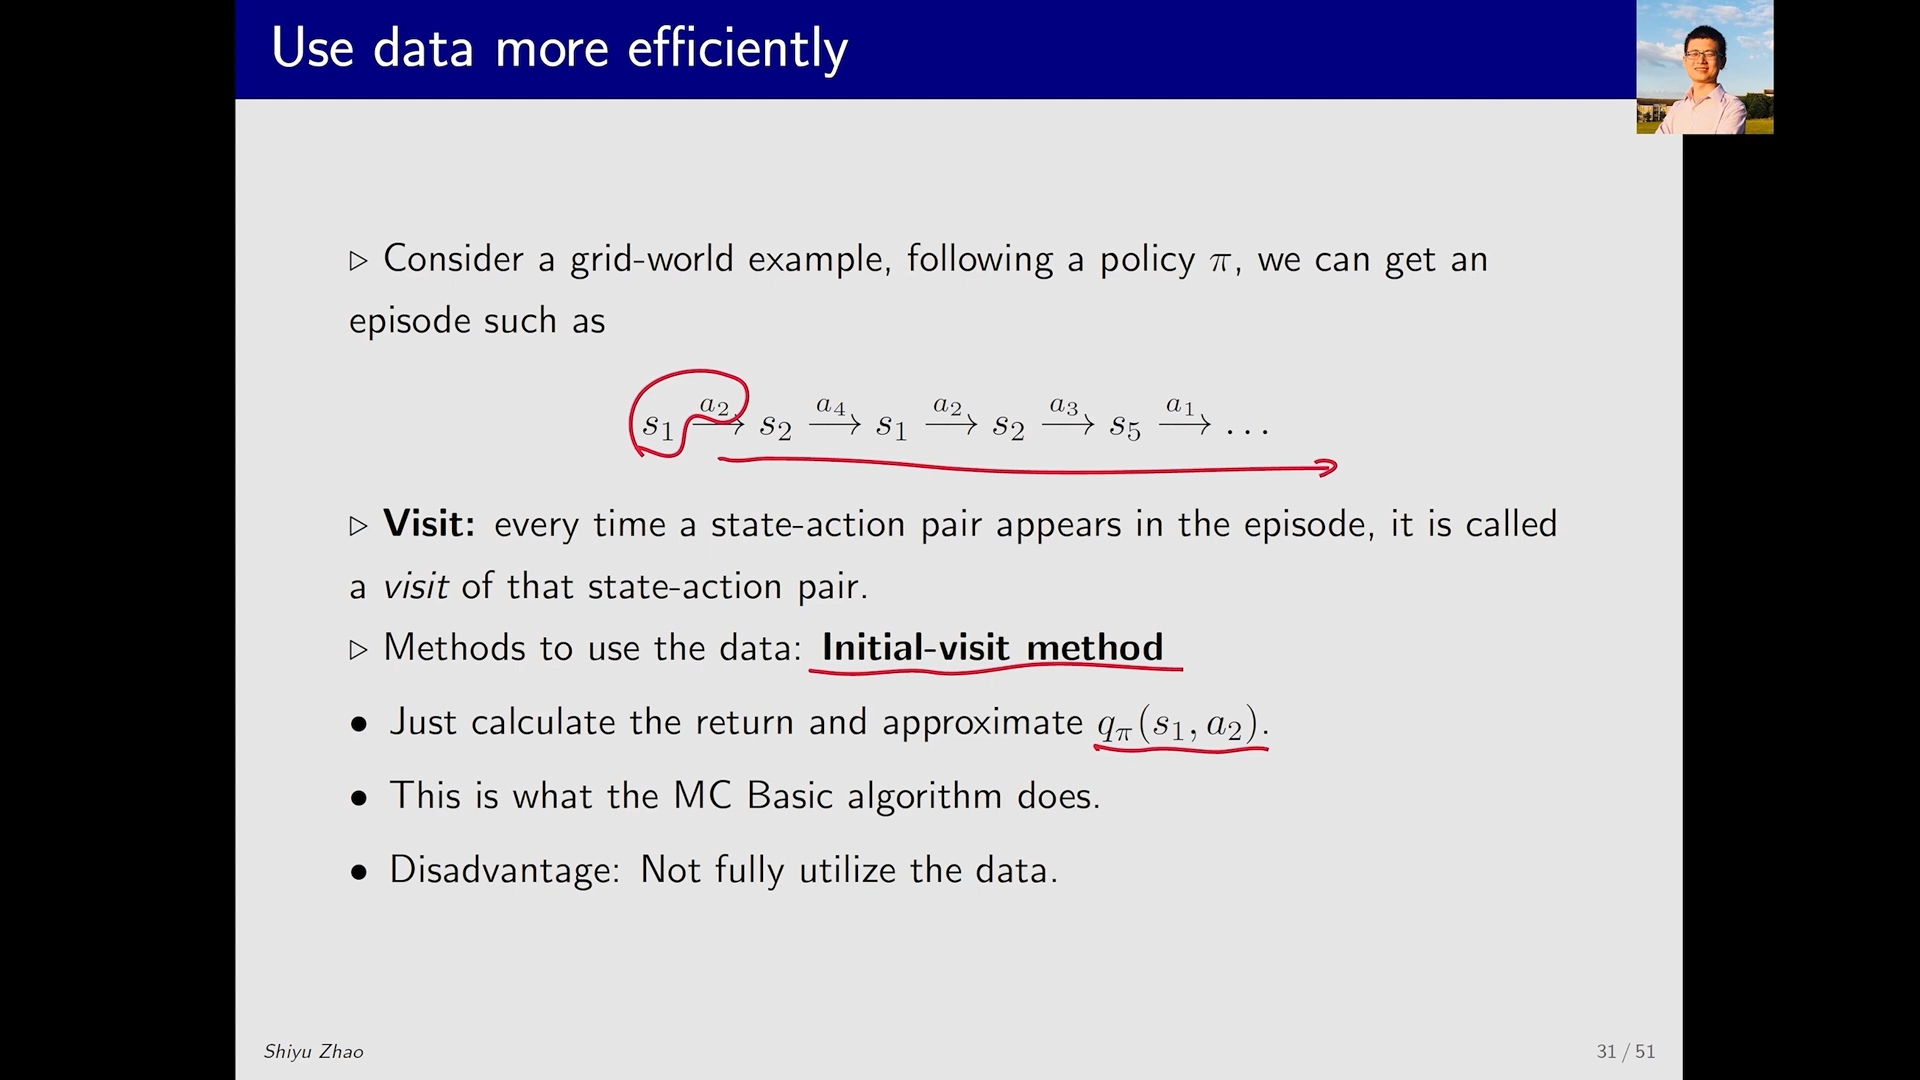 Use data more efficiently
▷ Consider a grid-world example, following a policy π, we can get an
episode such as
s₁ —a₂→ s₂ —a₄→ s₁ —a₂→ s₂ —a₃→ s₅ —a₁→ ...
▷ Visit: every time a state-action pair appears in the episode, it is called
a visit of that state-action pair.
▷ Methods to use the data: Initial-visit method
• Just calculate the return and approximate qπ(s₁, a₂).
• This is what the MC Basic algorithm does.
• Disadvantage: Not fully utilize the data.
Shiyu Zhao
31 / 51